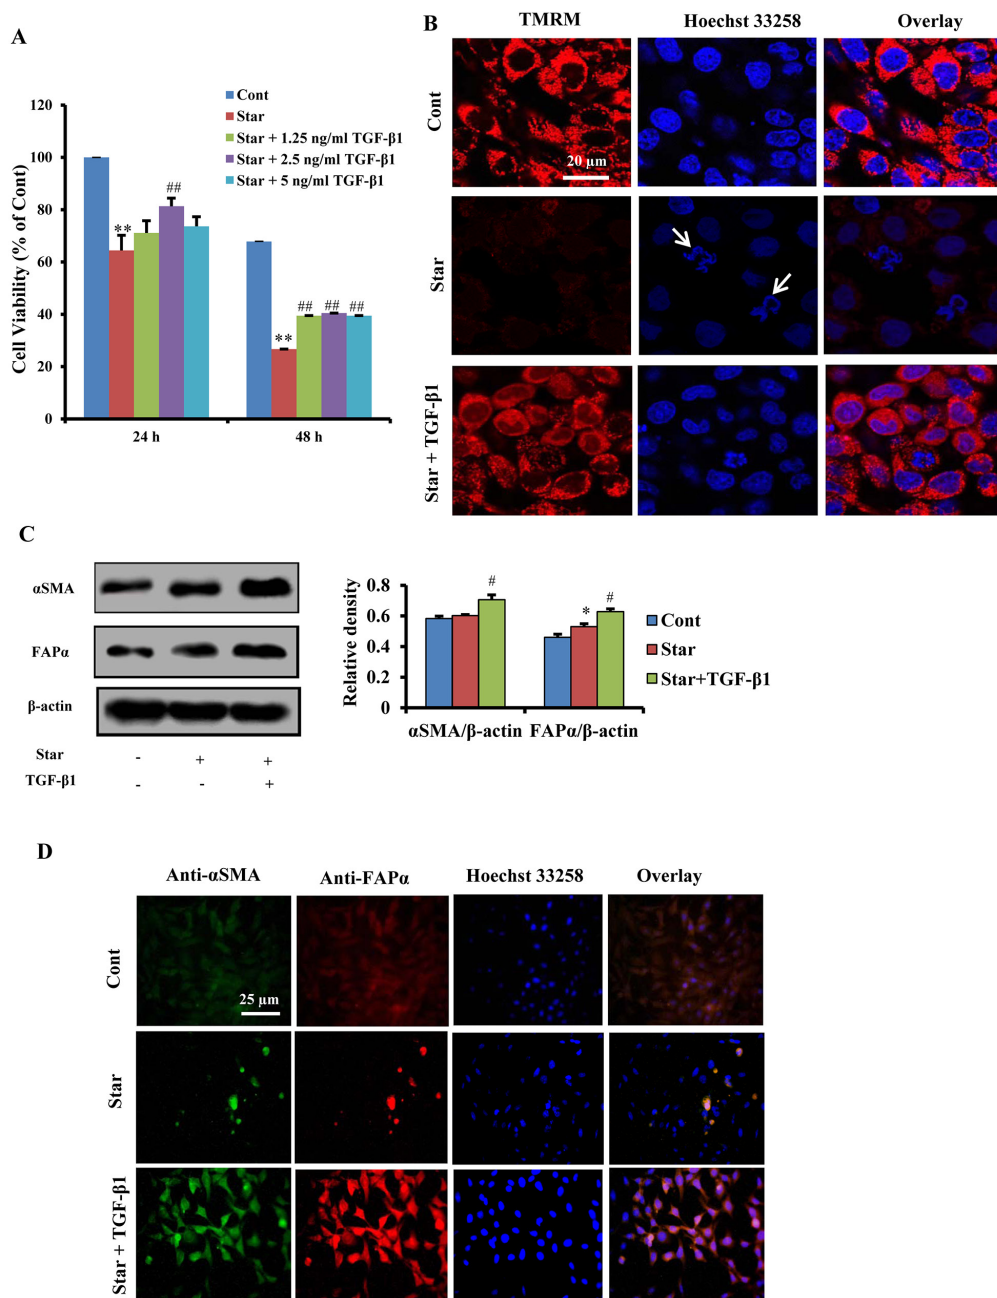 A
Cell Viability (% of Cont)
120
100
80
60
40
20
0
Cont
Star
Star + 1.25 ng/ml TGF-β1
Star + 2.5 ng/ml TGF-β1
Star + 5 ng/ml TGF-β1
**
##
**
##
##
##
24 h
48 h
B
TMRM
Hoechst 33258
Overlay
Cont
20 µm
Star
Star + TGF-β1
C
αSMA
FAPα
β-actin
Star - + +
TGF-β1 - - +
Relative density
0.8
0.6
0.4
0.2
0
#
*
#
Cont
Star
Star+TGF-β1
αSMA/β-actin FAPα/β-actin
D
Anti-αSMA
Anti-FAPα
Hoechst 33258
Overlay
Cont
25 µm
Star
Star + TGF-β1